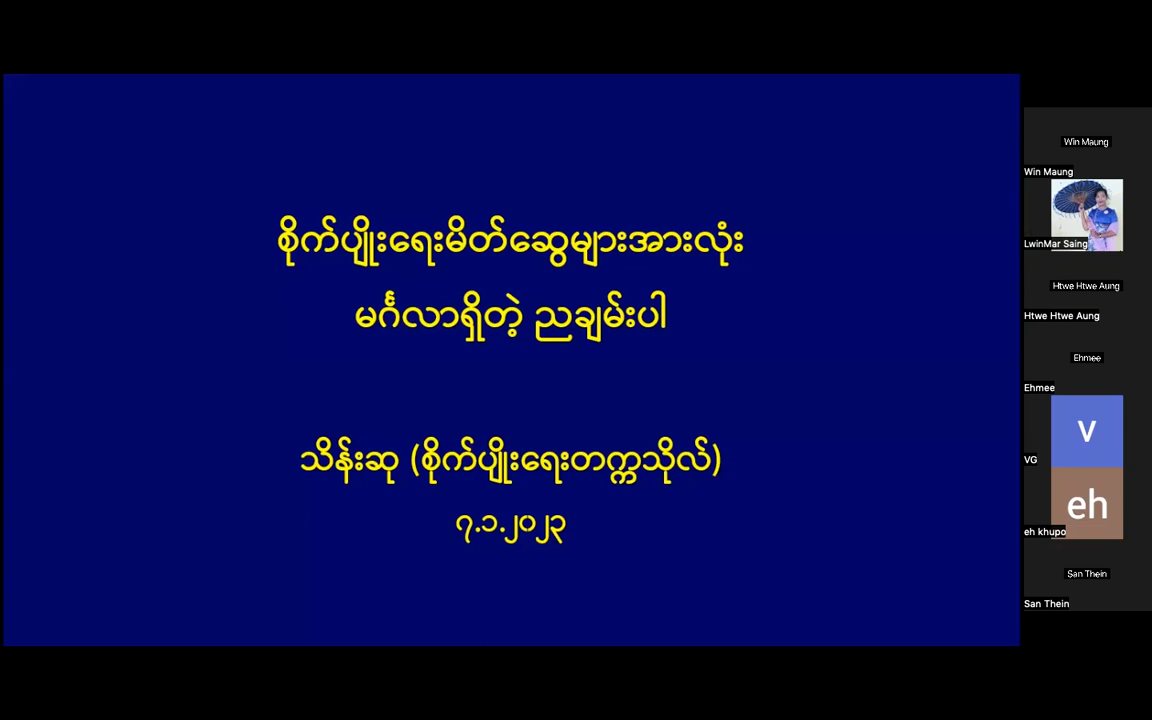 စိုက်ပျိုးရေးမိတ်ဆွေများအားလုံး
မင်္ဂလာရှိတဲ့ ညချမ်းပါ
သိန်းဆု (စိုက်ပျိုးရေးတက္ကသိုလ်)
၇.၁.၂၀၂၃
Win Maung
Win Maung
LwinMar Saing
Htwe Htwe Aung
Htwe Htwe Aung
Ehmee
Ehmee
V
VG
eh
eh khupo
San Thein
San Thein